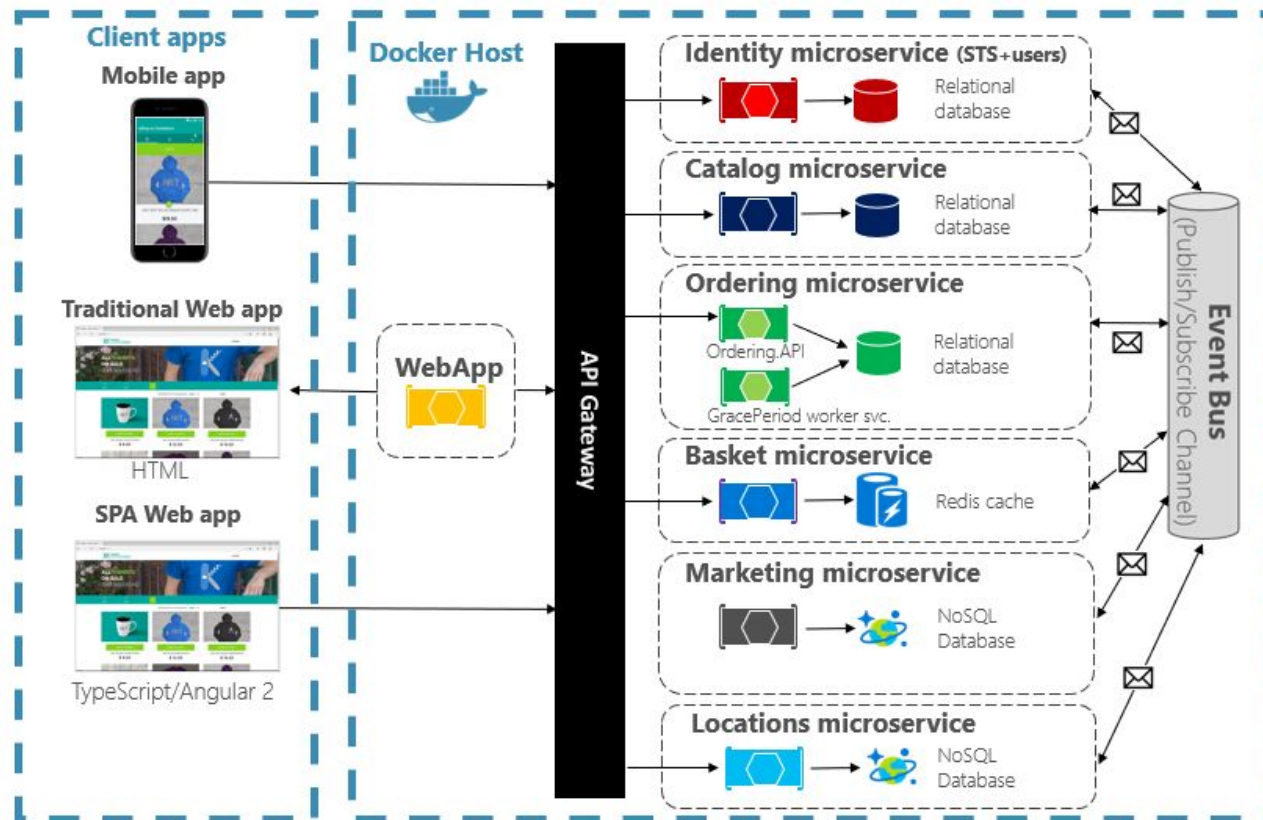 Client apps
Mobile app
Traditional Web app
HTML
SPA Web app
TypeScript/Angular 2
Docker Host
WebApp
API Gateway
Identity microservice (STS+users)
Relational
database
Catalog microservice
Relational
database
Ordering microservice
Ordering.API
GracePeriod worker svc.
Relational
database
Basket microservice
Redis cache
Marketing microservice
NoSQL
Database
Locations microservice
NoSQL
Database
Event Bus
(Publish/Subscribe Channel)